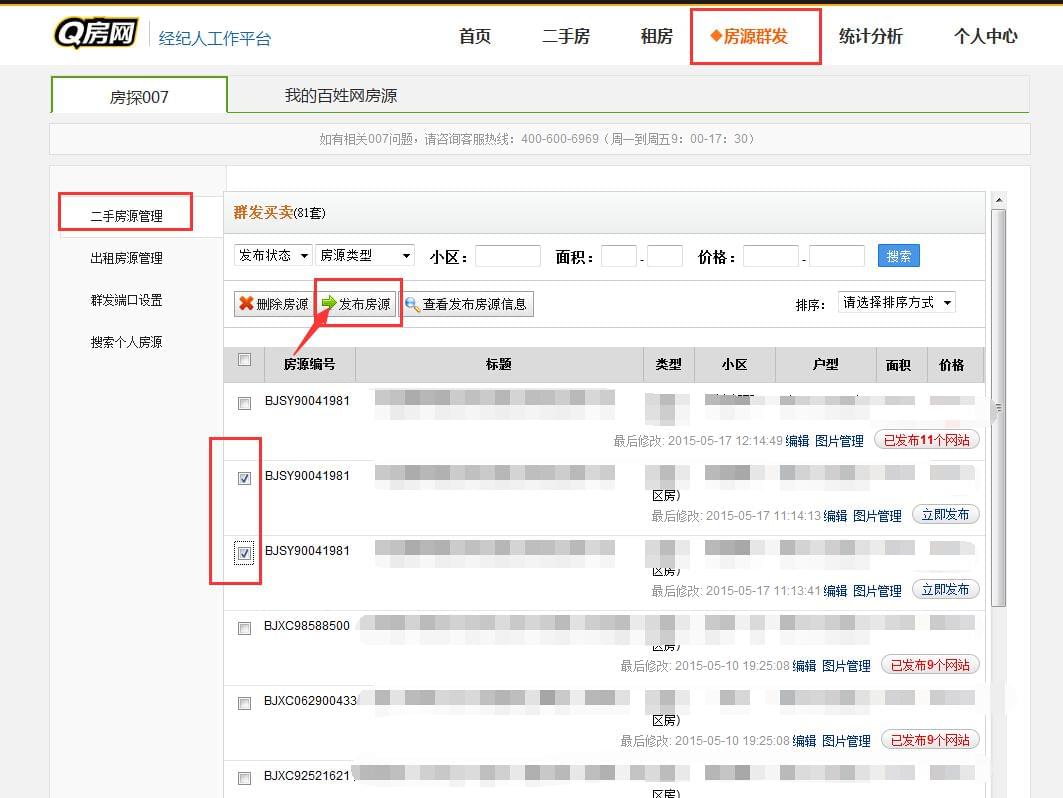 Q房网 经纪人工作平台 首页 二手房 租房 ◆房源群发 统计分析 个人中心
房探007 我的百姓网房源
如有相关007问题，请咨询客服热线：400-600-6969（周一到周五9：00-17：30）
二手房源管理
出租房源管理
群发端口设置
搜索个人房源
群发买卖(81套)
发布状态 房源类型 小区： 面积： - 价格： - 搜索
删除房源 发布房源 查看发布房源信息 排序： 请选择排序方式
房源编号 标题 类型 小区 户型 面积 价格
BJSY90041981
最后修改: 2015-05-17 12:14:49 编辑 图片管理 已发布11个网站
BJSY90041981
区房)
最后修改: 2015-05-17 11:14:13 编辑 图片管理 立即发布
BJSY90041981
区房)
最后修改: 2015-05-17 11:13:41 编辑 图片管理 立即发布
BJXC98588500
区房)
最后修改: 2015-05-10 19:25:08 编辑 图片管理 已发布9个网站
BJXC062900433
区房)
最后修改: 2015-05-10 19:25:08 编辑 图片管理 已发布9个网站
BJXC92521621
区房)